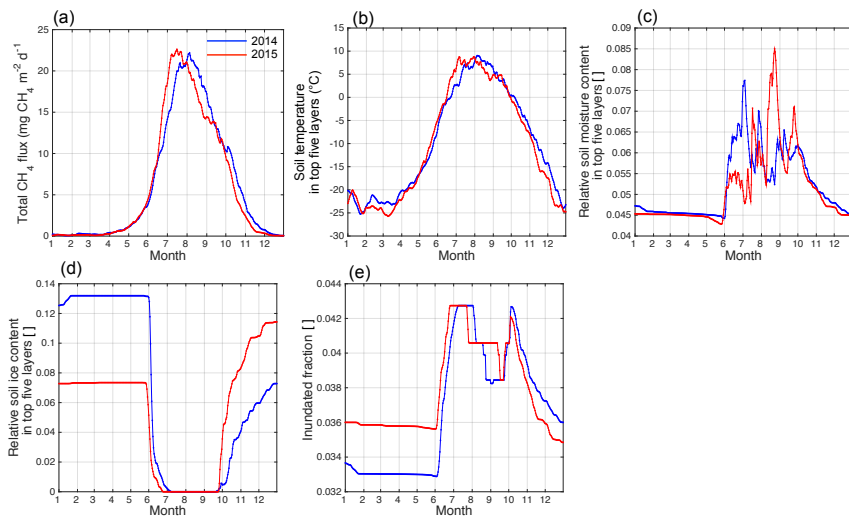 (a)
Total CH4 flux (mg CH4 m-2 d-1)
25
20
15
10
5
0
1 2 3 4 5 6 7 8 9 10 11 12
Month
2014
2015
(b)
Soil temperature
in top five layers (°C)
15
10
5
0
-5
-10
-15
-20
-25
-30
1 2 3 4 5 6 7 8 9 10 11 12
Month
(c)
Relative soil moisture content
in top five layers [ ]
0.09
0.085
0.08
0.075
0.07
0.065
0.06
0.055
0.05
0.045
0.04
1 2 3 4 5 6 7 8 9 10 11 12
Month
(d)
Relative soil ice content
in top five layers [ ]
0.14
0.12
0.1
0.08
0.06
0.04
0.02
0
1 2 3 4 5 6 7 8 9 10 11 12
Month
(e)
Inundated fraction [ ]
0.044
0.042
0.04
0.038
0.036
0.034
0.032
1 2 3 4 5 6 7 8 9 10 11 12
Month